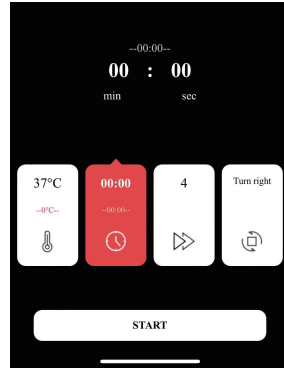 --00:00--
00 : 00
min sec
37°C 00:00 4 Turn right
--0°C-- --00:00--
START